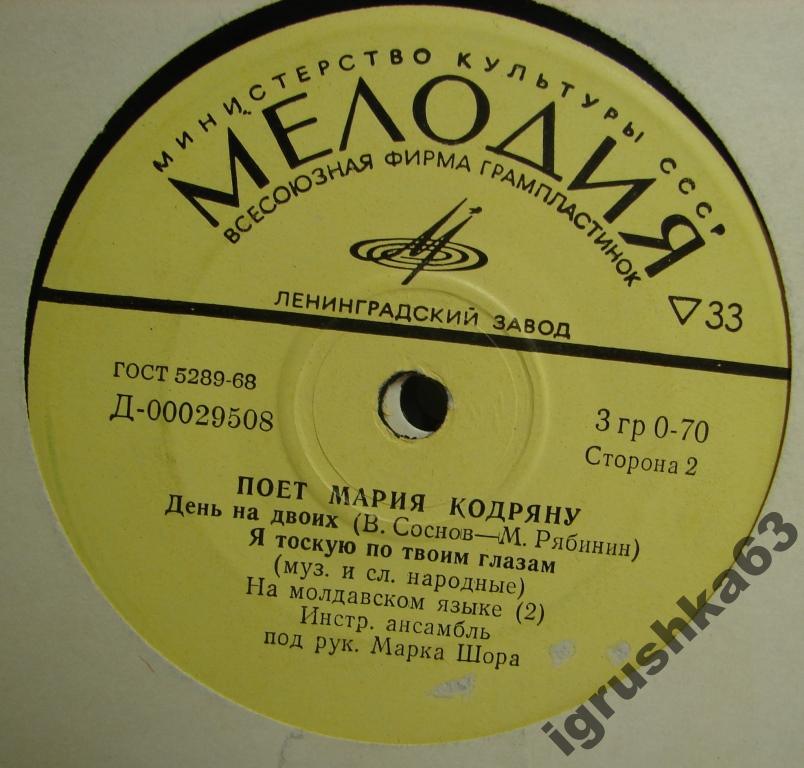 МИНИСТЕРСТВО КУЛЬТУРЫ СССР
МЕЛОДИЯ
ВСЕСОЮЗНАЯ ФИРМА ГРАМПЛАСТИНОК
ЛЕНИНГРАДСКИЙ ЗАВОД
33
ГОСТ 5289-68
Д-00029508
3 гр 0-70
Сторона 2
ПОЕТ МАРИЯ КОДРЯНУ
День на двоих (В. Соснов—М. Рябинин)
Я тоскую по твоим глазам
(муз. и сл. народные)
На молдавском языке (2)
Инстр. ансамбль
под рук. Марка Шора
igrushka63